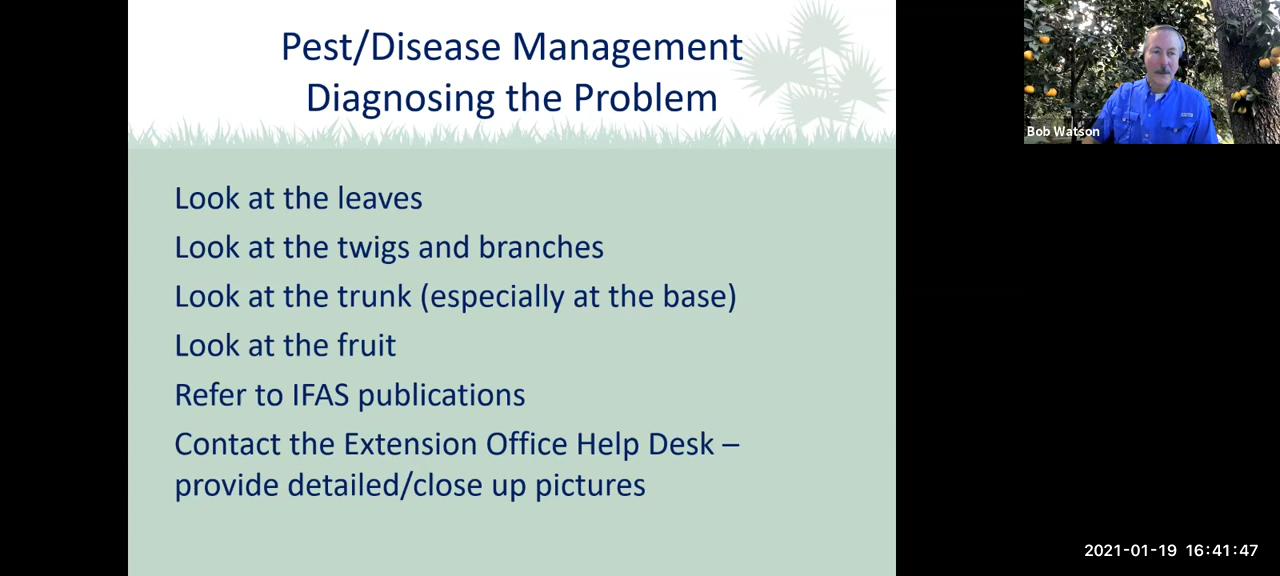 Pest/Disease Management
Diagnosing the Problem
Look at the leaves
Look at the twigs and branches
Look at the trunk (especially at the base)
Look at the fruit
Refer to IFAS publications
Contact the Extension Office Help Desk –
provide detailed/close up pictures
Bob Watson
2021-01-19 16:41:47